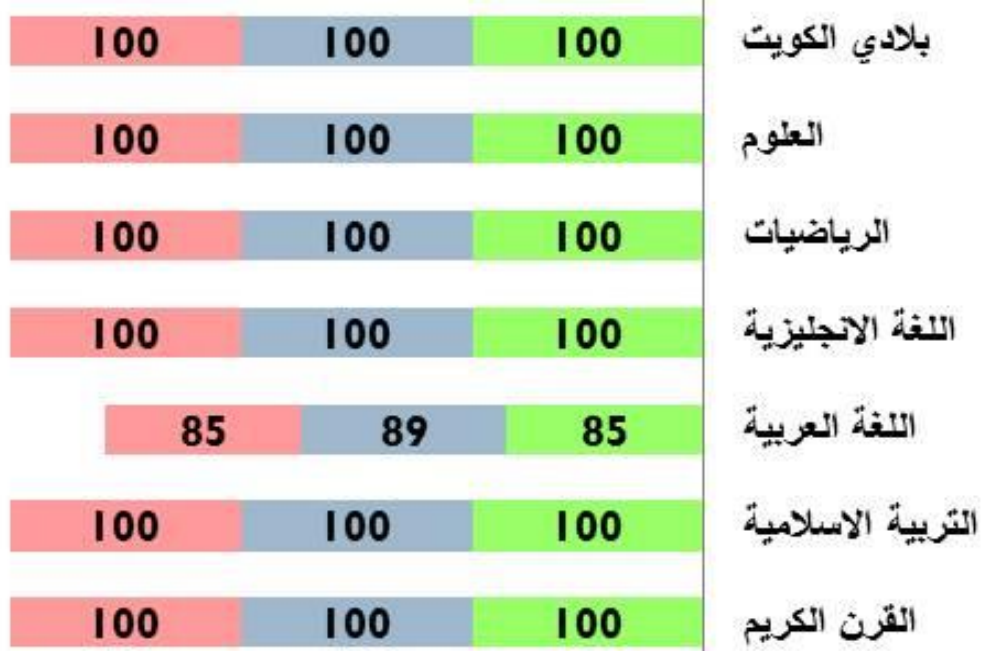 بلادي الكويت 100 100 100
العلوم 100 100 100
الرياضيات 100 100 100
اللغة الانجليزية 100 100 100
اللغة العربية 85 89 85
التربية الاسلامية 100 100 100
القرن الكريم 100 100 100